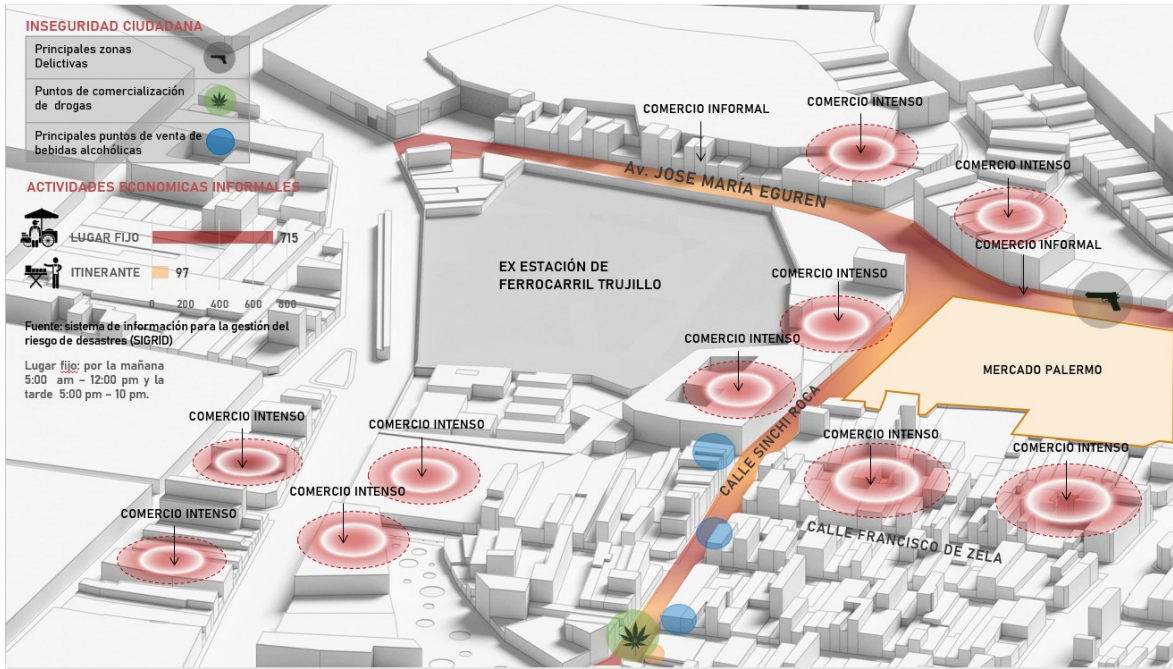 INSEGURIDAD CIUDADANA
Principales zonas
Delictivas
Puntos de comercialización
de drogas
Principales puntos de venta de
bebidas alcohólicas
ACTIVIDADES ECONOMICAS INFORMALES
LUGAR FIJO
715
ITINERANTE
97
0 200 400 600 800
Fuente: sistema de información para la gestión del
riesgo de desastres (SIGRID)
Lugar fijo: por la mañana
5:00 am – 12:00 pm y la
tarde 5:00 pm – 10 pm.
COMERCIO INFORMAL
COMERCIO INTENSO
COMERCIO INTENSO
Av. JOSE MARÍA EGUREN
COMERCIO INFORMAL
EX ESTACIÓN DE
FERROCARRIL TRUJILLO
COMERCIO INTENSO
COMERCIO INTENSO
MERCADO PALERMO
CALLE SINCHI ROCA
COMERCIO INTENSO
COMERCIO INTENSO
COMERCIO INTENSO
COMERCIO INTENSO
COMERCIO INTENSO
COMERCIO INTENSO
CALLE FRANCISCO DE ZELA